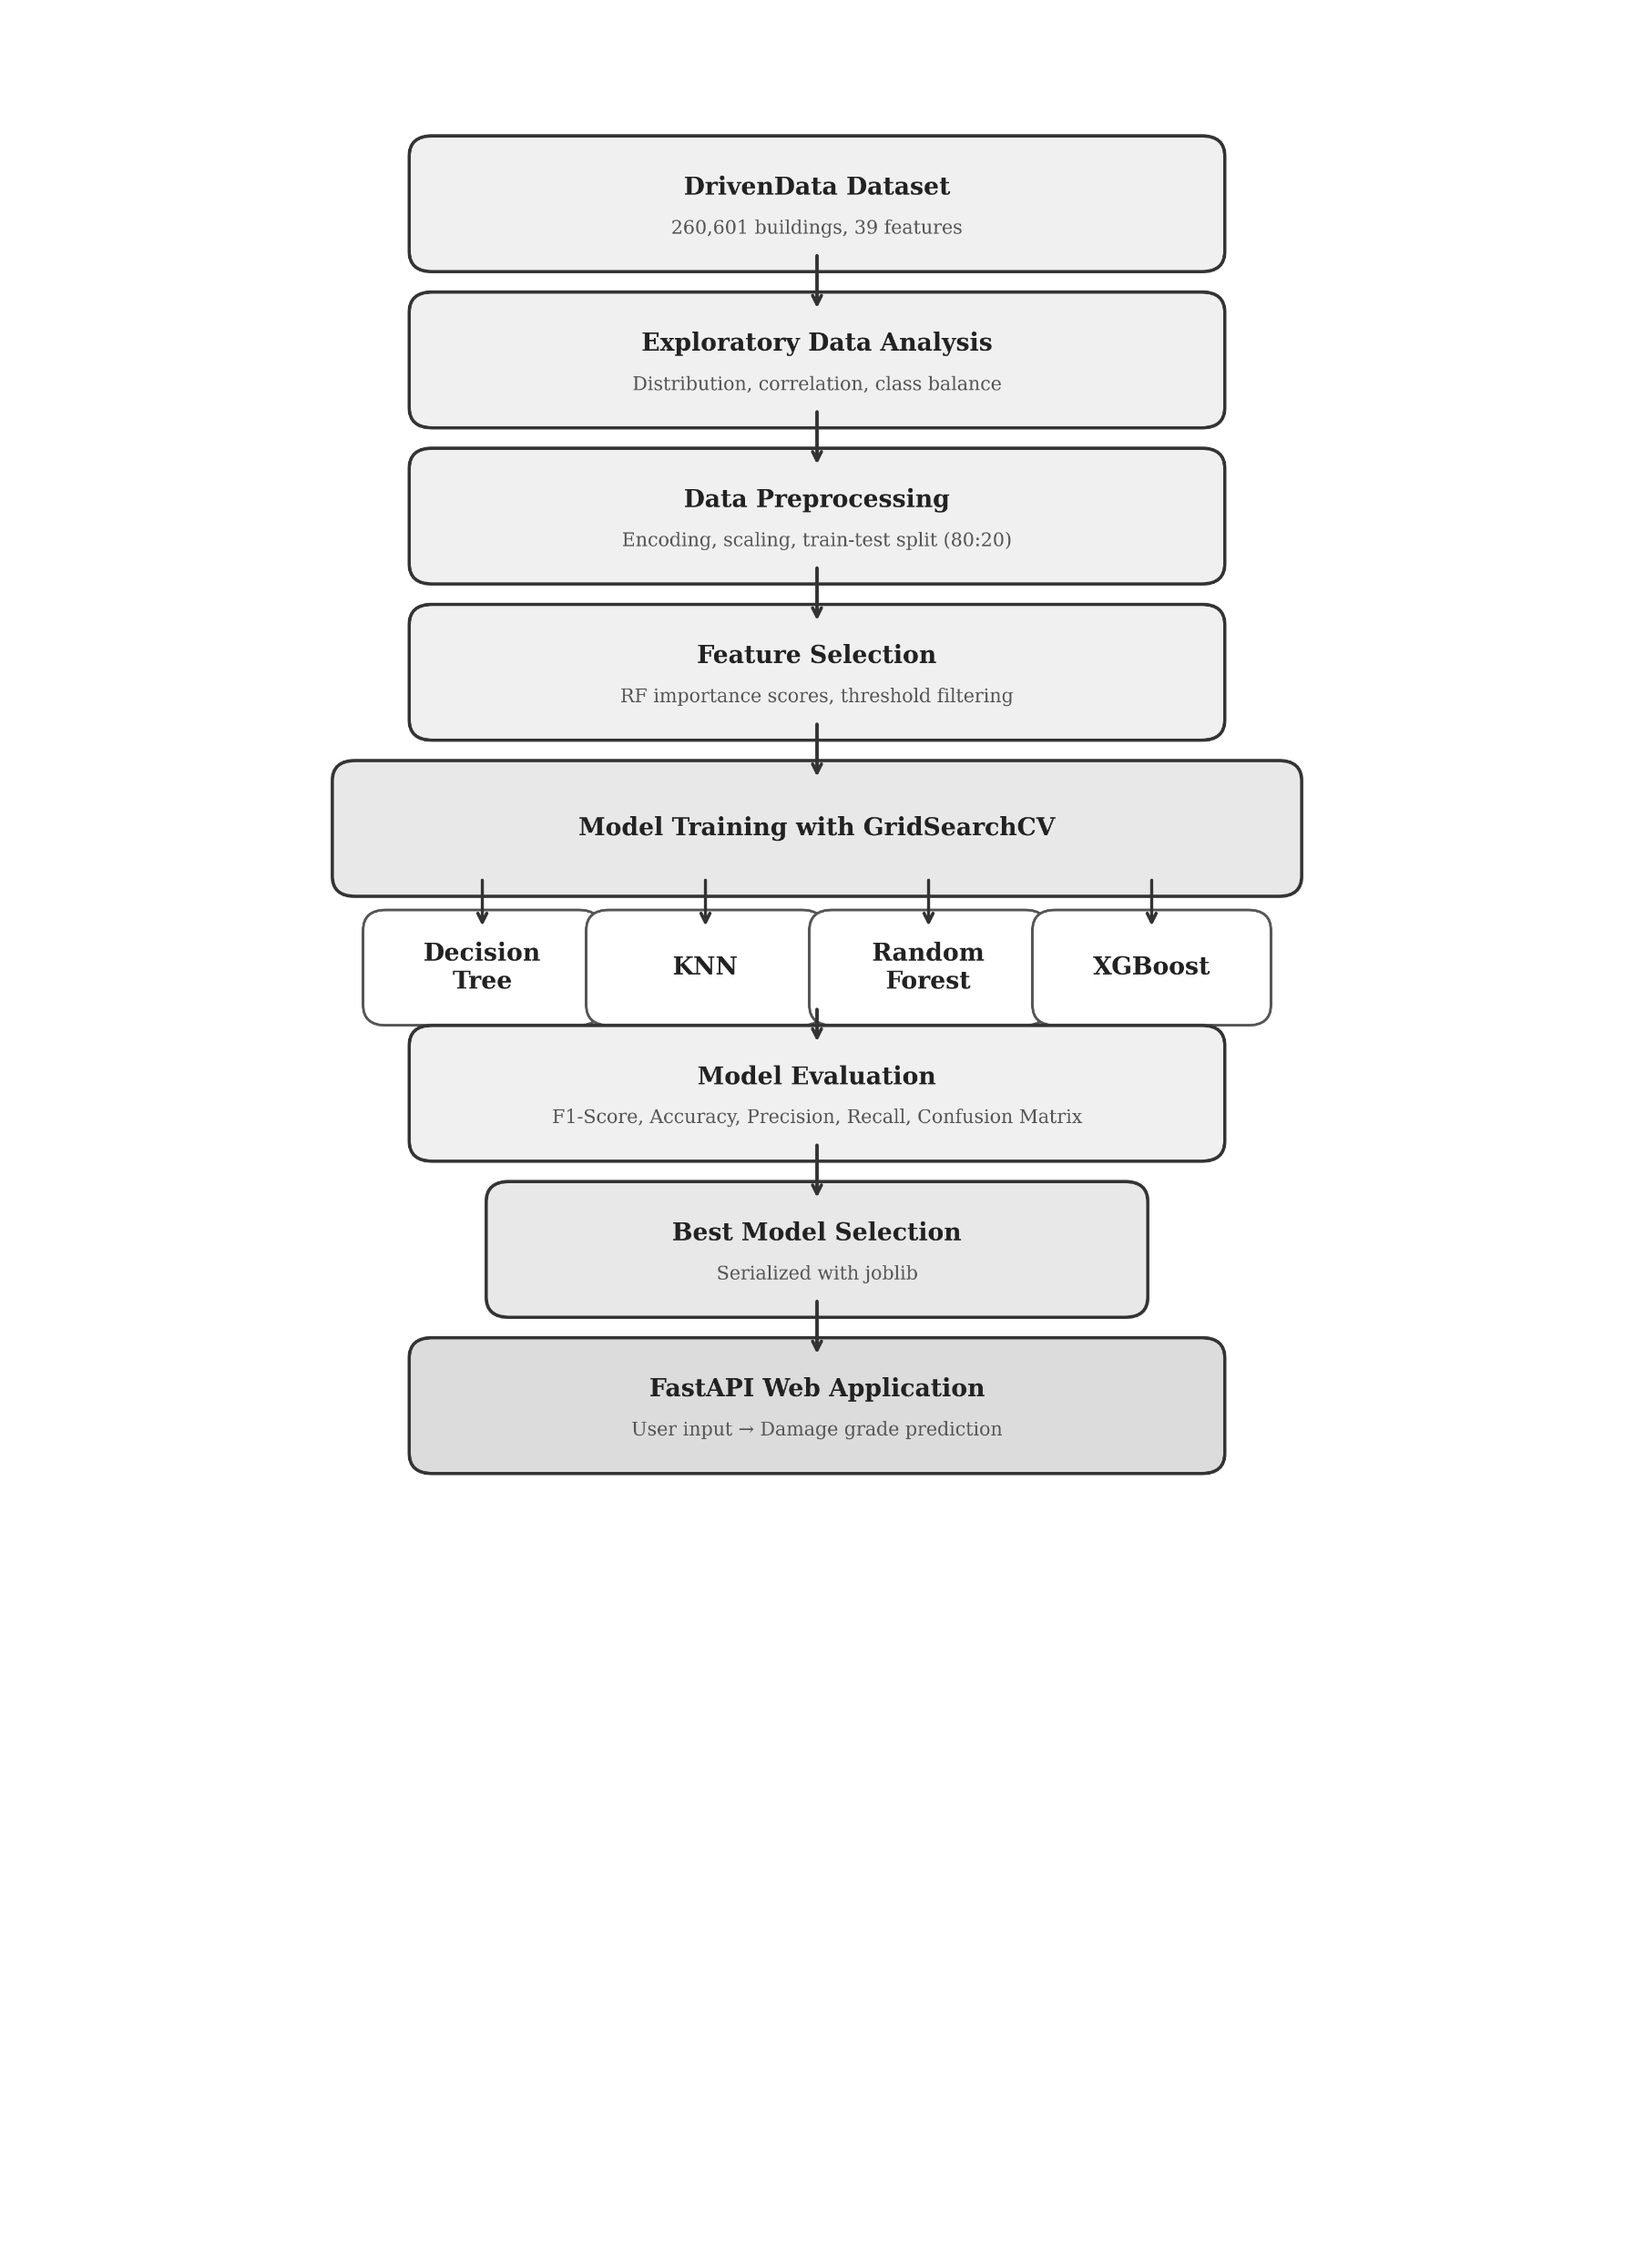 DrivenData Dataset
260,601 buildings, 39 features
Exploratory Data Analysis
Distribution, correlation, class balance
Data Preprocessing
Encoding, scaling, train-test split (80:20)
Feature Selection
RF importance scores, threshold filtering
Model Training with GridSearchCV
Decision
Tree
KNN
Random
Forest
XGBoost
Model Evaluation
F1-Score, Accuracy, Precision, Recall, Confusion Matrix
Best Model Selection
Serialized with joblib
FastAPI Web Application
User input → Damage grade prediction